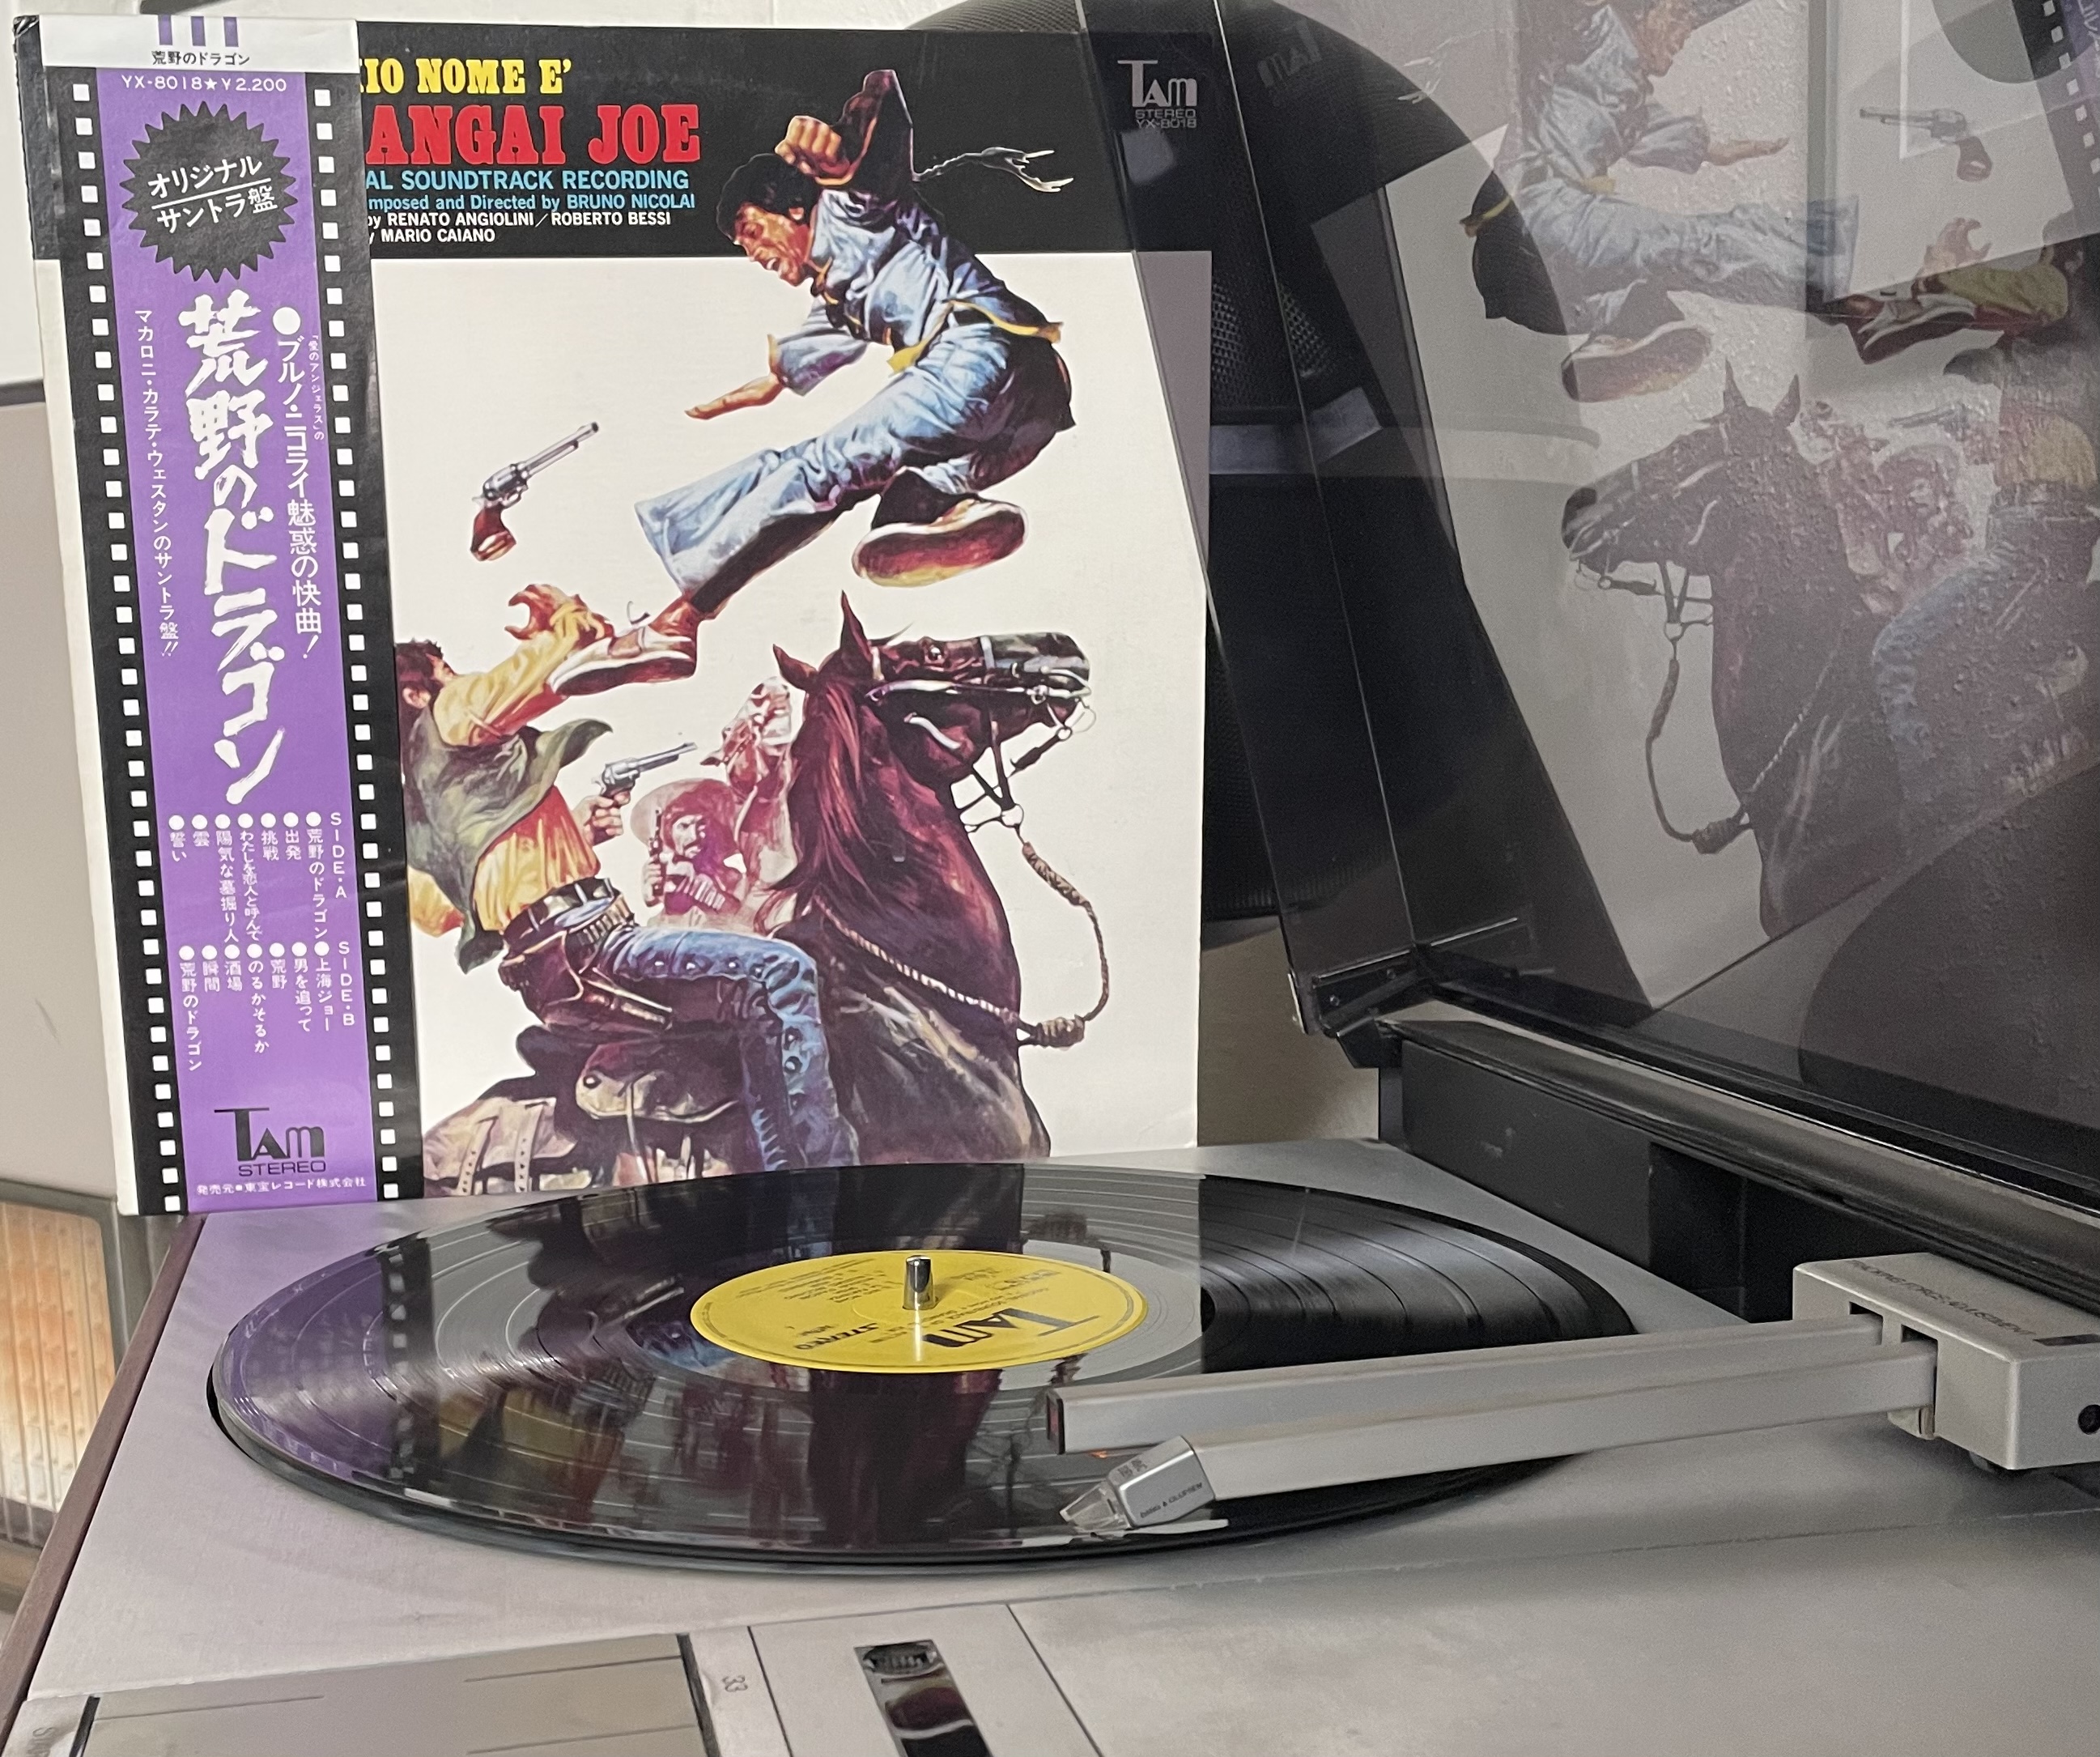 荒野のドラゴン
YX-8018★¥2.200
オリジナル
サントラ盤
「愛のアンジェラス」の
●ブルノ・ニコライ魅惑の快曲!
荒野のドラゴン
マカロニ・カラテ・ウェスタンのサントラ盤!!
SIDE・A
●荒野のドラゴン
●出発
●挑戦
●わたしを恋人と呼んで
●陽気な墓掘り人
●雲
●誓い
SIDE・B
●上海ジョー
●男を追って
●荒野
●のるかそるか
●酒場
●瞬間
●荒野のドラゴン
TAM
STEREO
発売元■東宝レコード株式会社
IO NOME E'
ANGAI JOE
AL SOUNDTRACK RECORDING
mposed and Directed by BRUNO NICOLAI
by RENATO ANGIOLINI/ROBERTO BESSI
y MARIO CAIANO
TAM
STEREO
YX-8018
TAM
STEREO
BANG & OLUFSEN
33